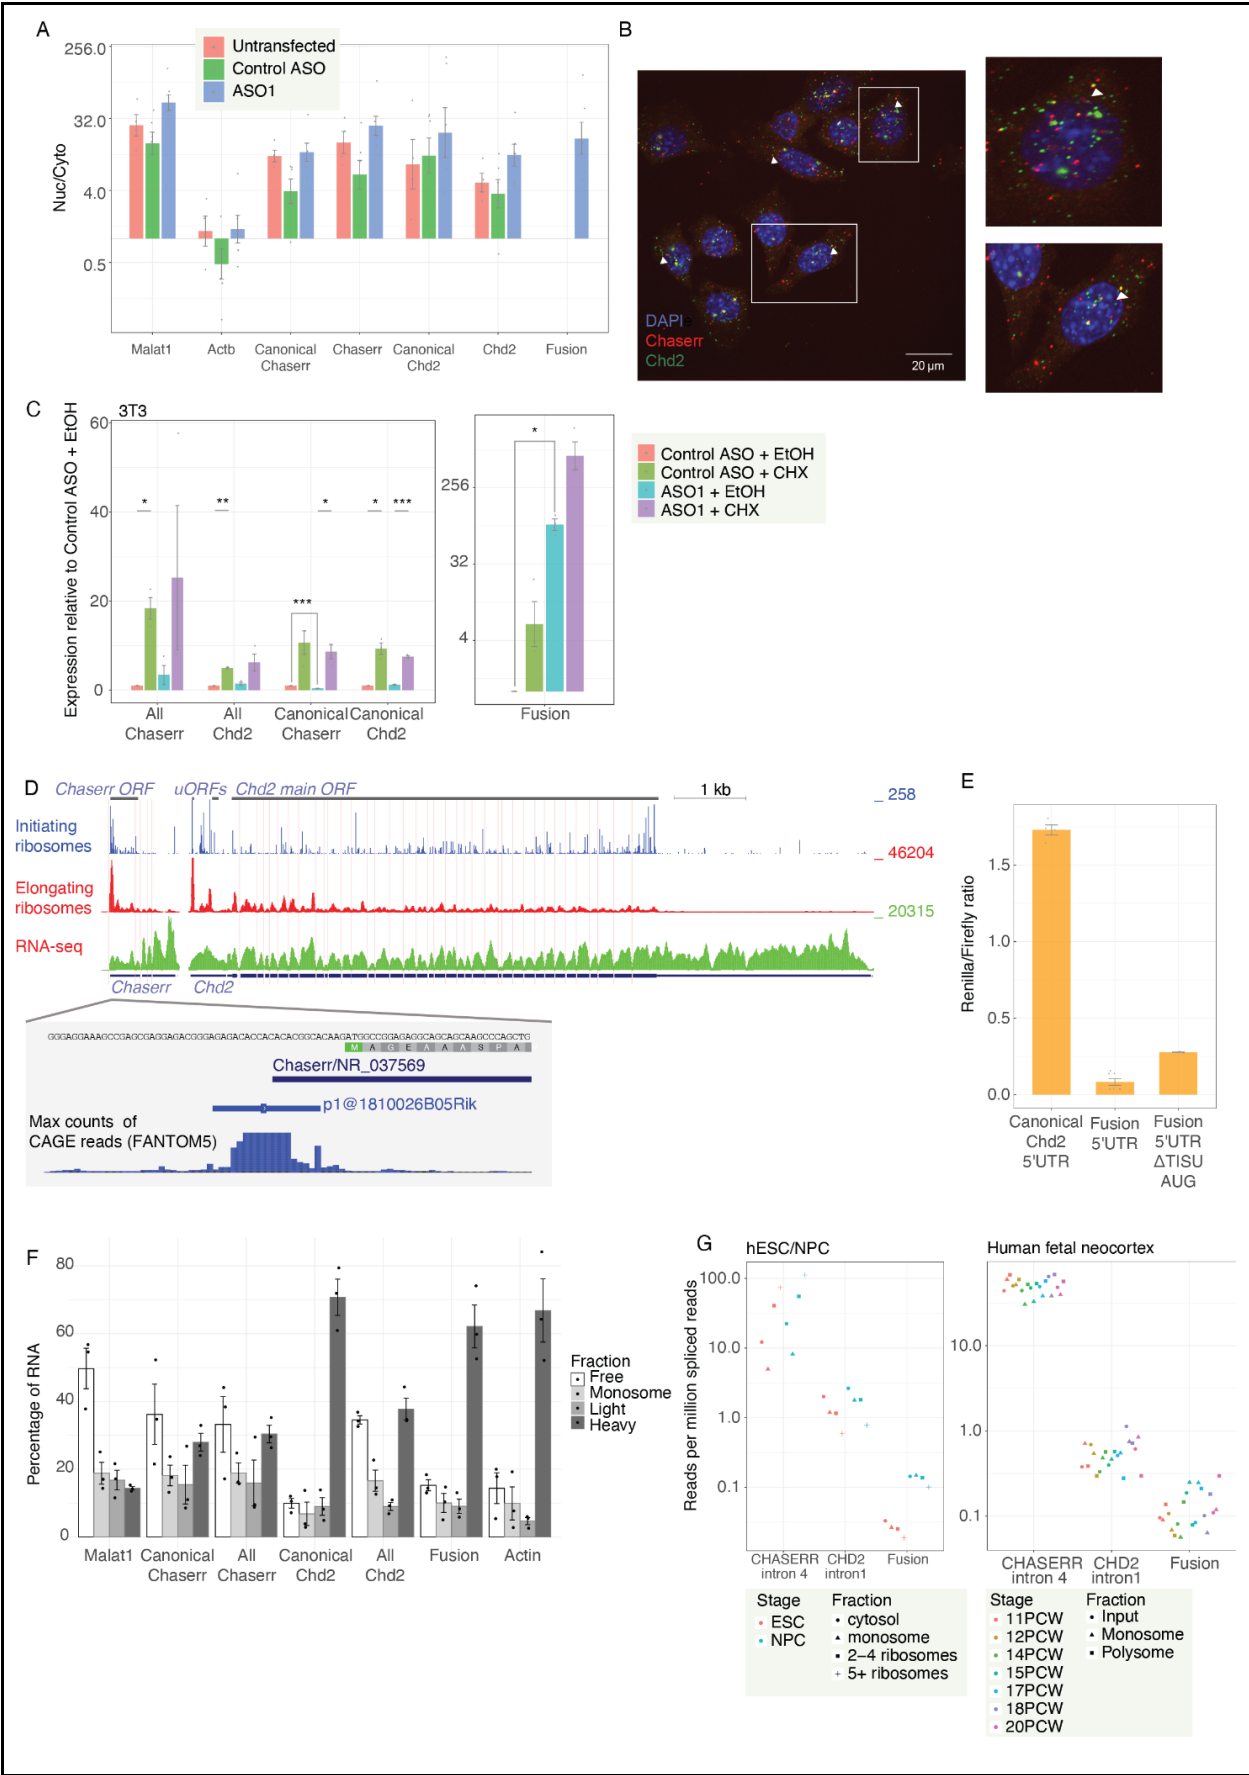 A
256.0
32.0
4.0
0.5
Nuc/Cyto
Untransfected
Control ASO
ASO1
Malat1
Actb
Canonical
Chaserr
Chaserr
Canonical
Chd2
Chd2
Fusion
B
DAPIe
Chaserr
Chd2
20 µm
C
3T3
Expression relative to Control ASO + EtOH
60
40
20
0
*
**
***
*
*
***
All
Chaserr
All
Chd2
Canonical
Chaserr
Canonical
Chd2
256
32
4
*
Fusion
Control ASO + EtOH
Control ASO + CHX
ASO1 + EtOH
ASO1 + CHX
D
Chaserr ORF
uORFs
Chd2 main ORF
1 kb
258
Initiating
ribosomes
46204
Elongating
ribosomes
20315
RNA-seq
Chaserr
Chd2
GGGAGGAAAGCCGAGCGAGGAGACGGGAGAGACACCACACACGGCACAAGATGGCCGGAGAGGCAGCAGCAAGCCCAGCTG
M A G E A A A S P A
Chaserr/NR_037569
p1@1810026B05Rik
Max counts of
CAGE reads (FANTOM5)
E
Renilla/Firefly ratio
1.5
1.0
0.5
0.0
Canonical
Chd2
5'UTR
Fusion
5'UTR
Fusion
5'UTR
ΔTISU
AUG
F
Percentage of RNA
80
60
40
20
0
Malat1
Canonical
Chaserr
All
Chaserr
Canonical
Chd2
All
Chd2
Fusion
Actin
Fraction
Free
Monosome
Light
Heavy
G
hESC/NPC
Reads per million spliced reads
100.0
10.0
1.0
0.1
CHASERR
intron 4
CHD2
intron1
Fusion
Stage
ESC
NPC
Fraction
cytosol
monosome
2–4 ribosomes
5+ ribosomes
Human fetal neocortex
10.0
1.0
0.1
CHASERR
intron 4
CHD2
intron1
Fusion
Stage
11PCW
12PCW
14PCW
15PCW
17PCW
18PCW
20PCW
Fraction
Input
Monosome
Polysome